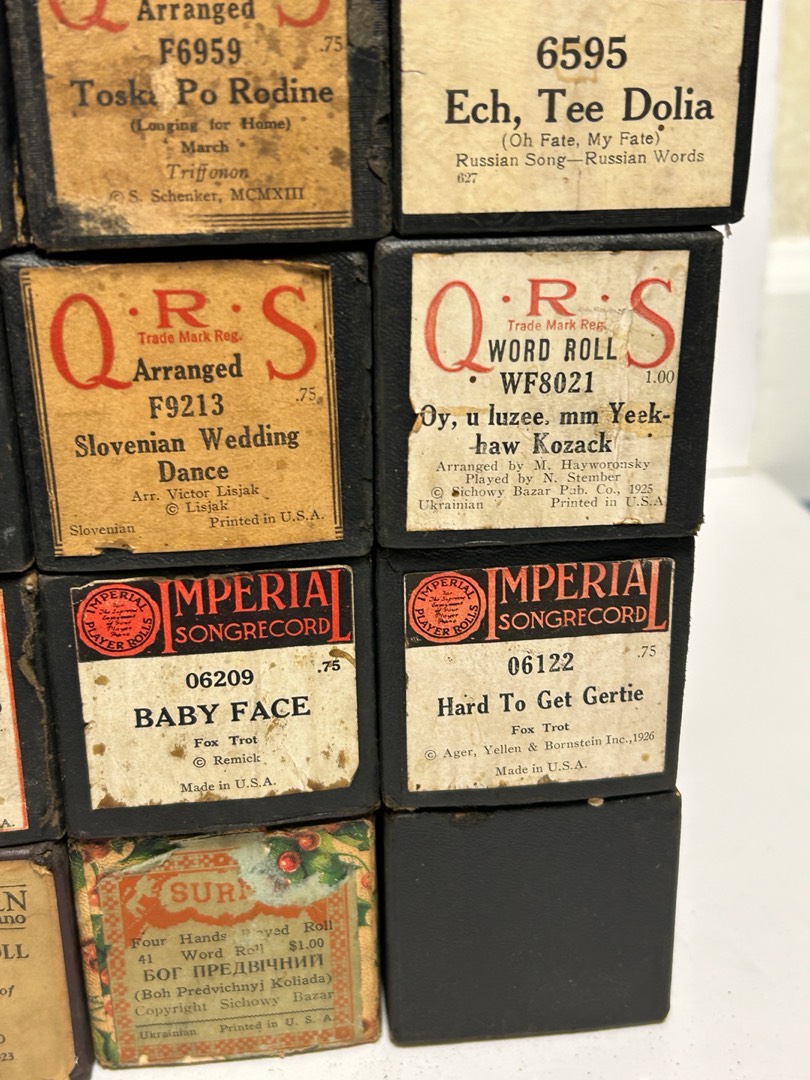 Q R S
Arranged
F6959 .75
Toska Po Rodine
(Longing for Home)
March
Triffonon
© S. Schenker, MCMXIII
6595
Ech, Tee Dolia
(Oh Fate, My Fate)
Russian Song—Russian Words
627
Q·R·S
Trade Mark Reg.
Arranged
F9213 .75
Slovenian Wedding
Dance
Arr. Victor Lisjak
© Lisjak
Slovenian Printed in U.S.A.
Q·R·S
Trade Mark Reg.
WORD ROLL
WF8021 1.00
Oy, u luzee, mm Yeek-
haw Kozack
Arranged by M. Hayworonsky
Played by N. Stember
© Sichowy Bazar Pub. Co., 1925
Ukrainian Printed in U.S.A.
IMPERIAL
SONGRECORD
IMPERIAL
PLAYER ROLLS
06209 .75
BABY FACE
Fox Trot
© Remick
Made in U.S.A.
IMPERIAL
SONGRECORD
IMPERIAL
PLAYER ROLLS
06122 .75
Hard To Get Gertie
Fox Trot
© Ager, Yellen & Bornstein Inc., 1926
Made in U.S.A.
A.
Four Hands Played Roll
41 Word Roll $1.00
БОГ ПРЕДВІЧНИЙ
(Boh Predvichnyj Koliada)
Copyright Sichowy Bazar
Ukrainian Printed in U. S. A.
of